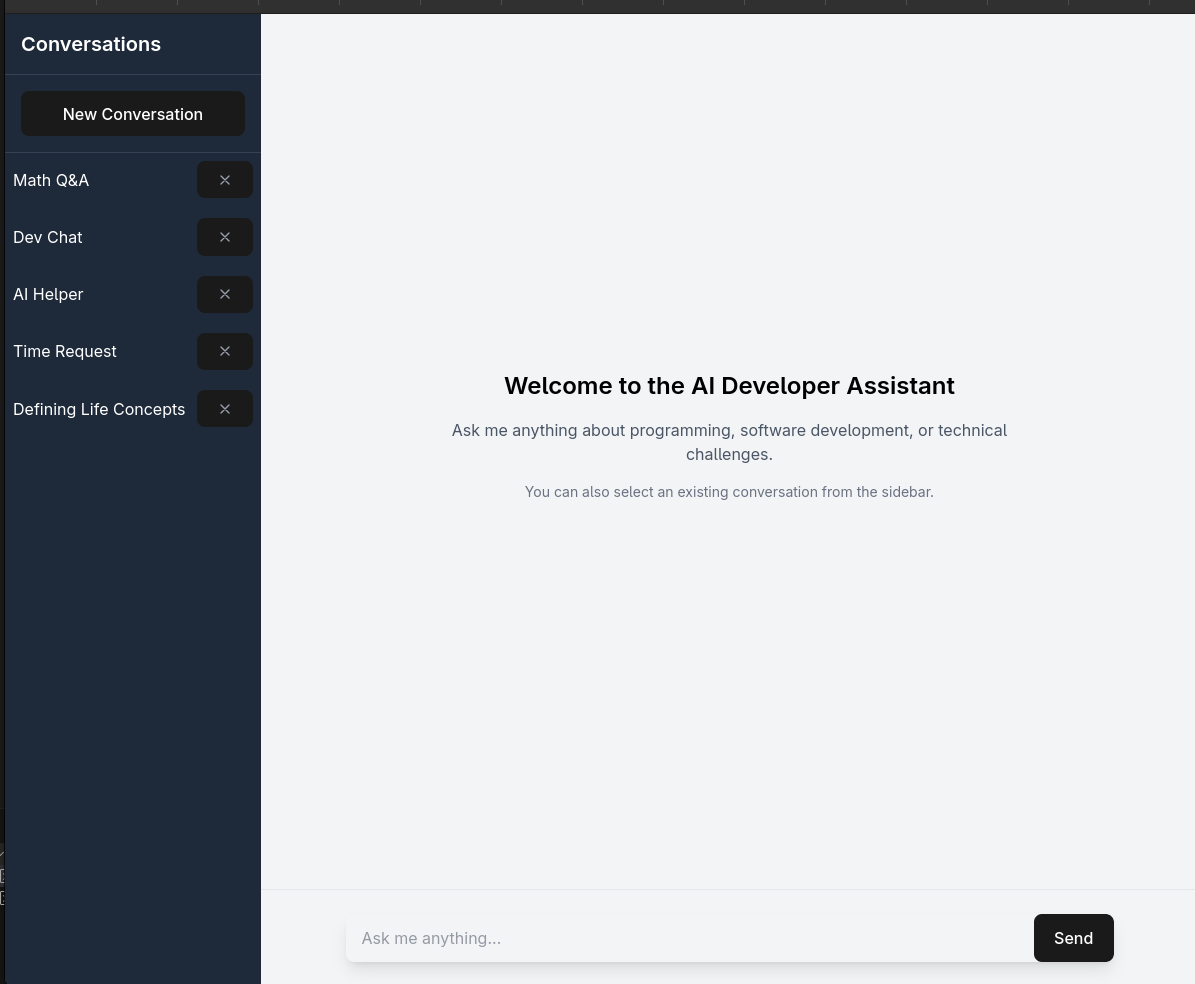 Conversations
New Conversation
Math Q&A
Dev Chat
AI Helper
Time Request
Defining Life Concepts
Welcome to the AI Developer Assistant
Ask me anything about programming, software development, or technical
challenges.
You can also select an existing conversation from the sidebar.
Ask me anything...
Send